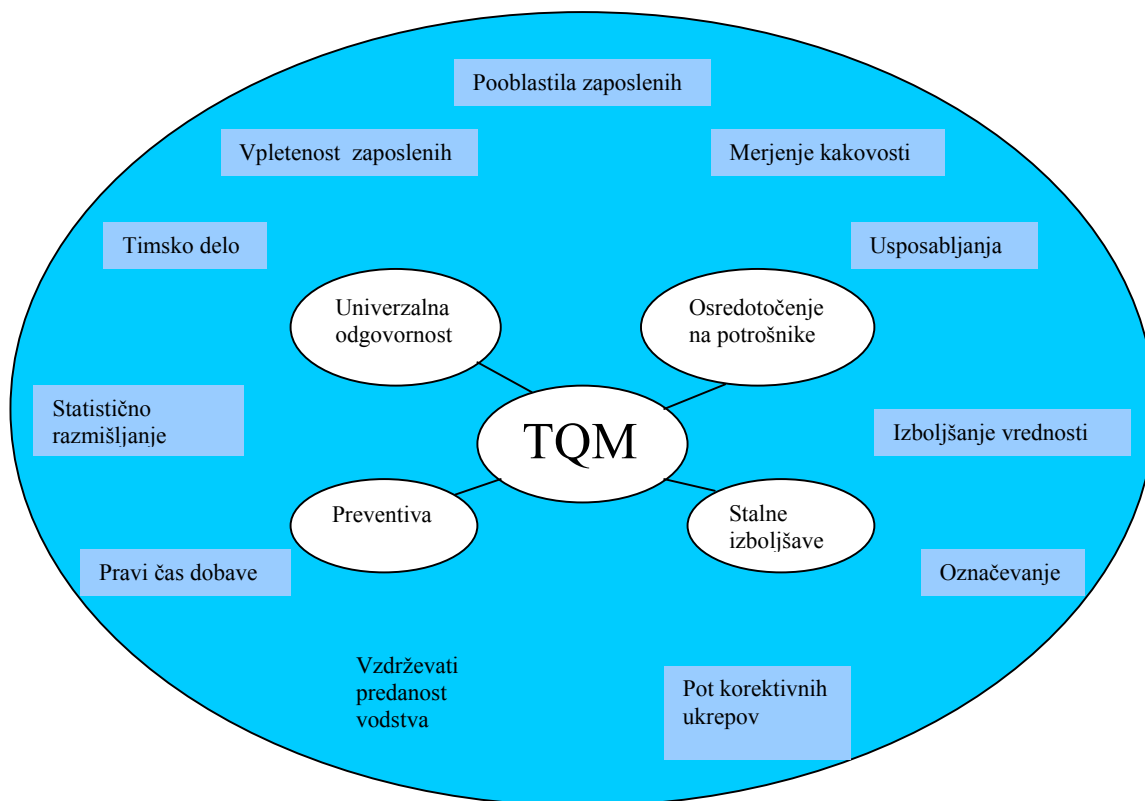 Pooblastila zaposlenih
Vpletenost zaposlenih
Merjenje kakovosti
Timsko delo
Usposabljanja
Univerzalna
odgovornost
Osredotočenje
na potrošnike
Statistično
razmišljanje
TQM
Izboljšanje vrednosti
Preventiva
Stalne
izboljšave
Pravi čas dobave
Označevanje
Vzdrževati
predanost
vodstva
Pot korektivnih
ukrepov